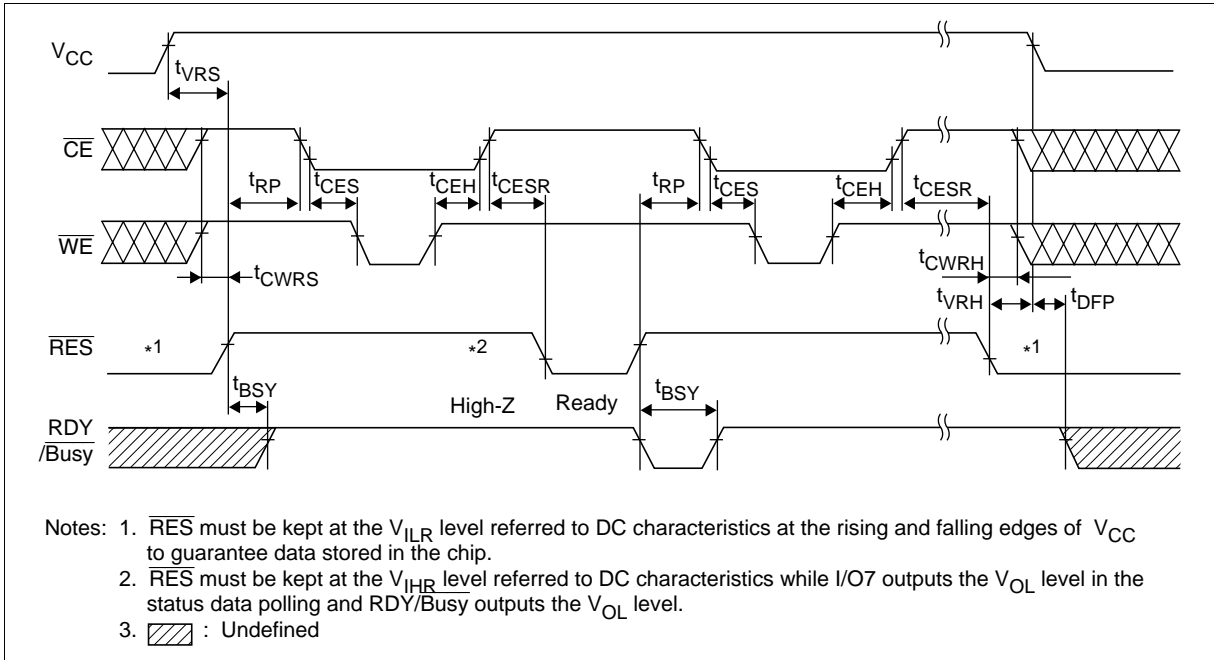 VCC
tVRS
CE
tRP tCES tCEH tCESR tRP tCES tCEH tCESR
WE
tCWRS tCWRH
tVRH tDFP
RES *1 *2 *1
tBSY tBSY
High-Z Ready
RDY
/Busy
Notes: 1. RES must be kept at the VILR level referred to DC characteristics at the rising and falling edges of VCC
to guarantee data stored in the chip.
2. RES must be kept at the VIHR level referred to DC characteristics while I/O7 outputs the VOL level in the
status data polling and RDY/Busy outputs the VOL level.
3. : Undefined